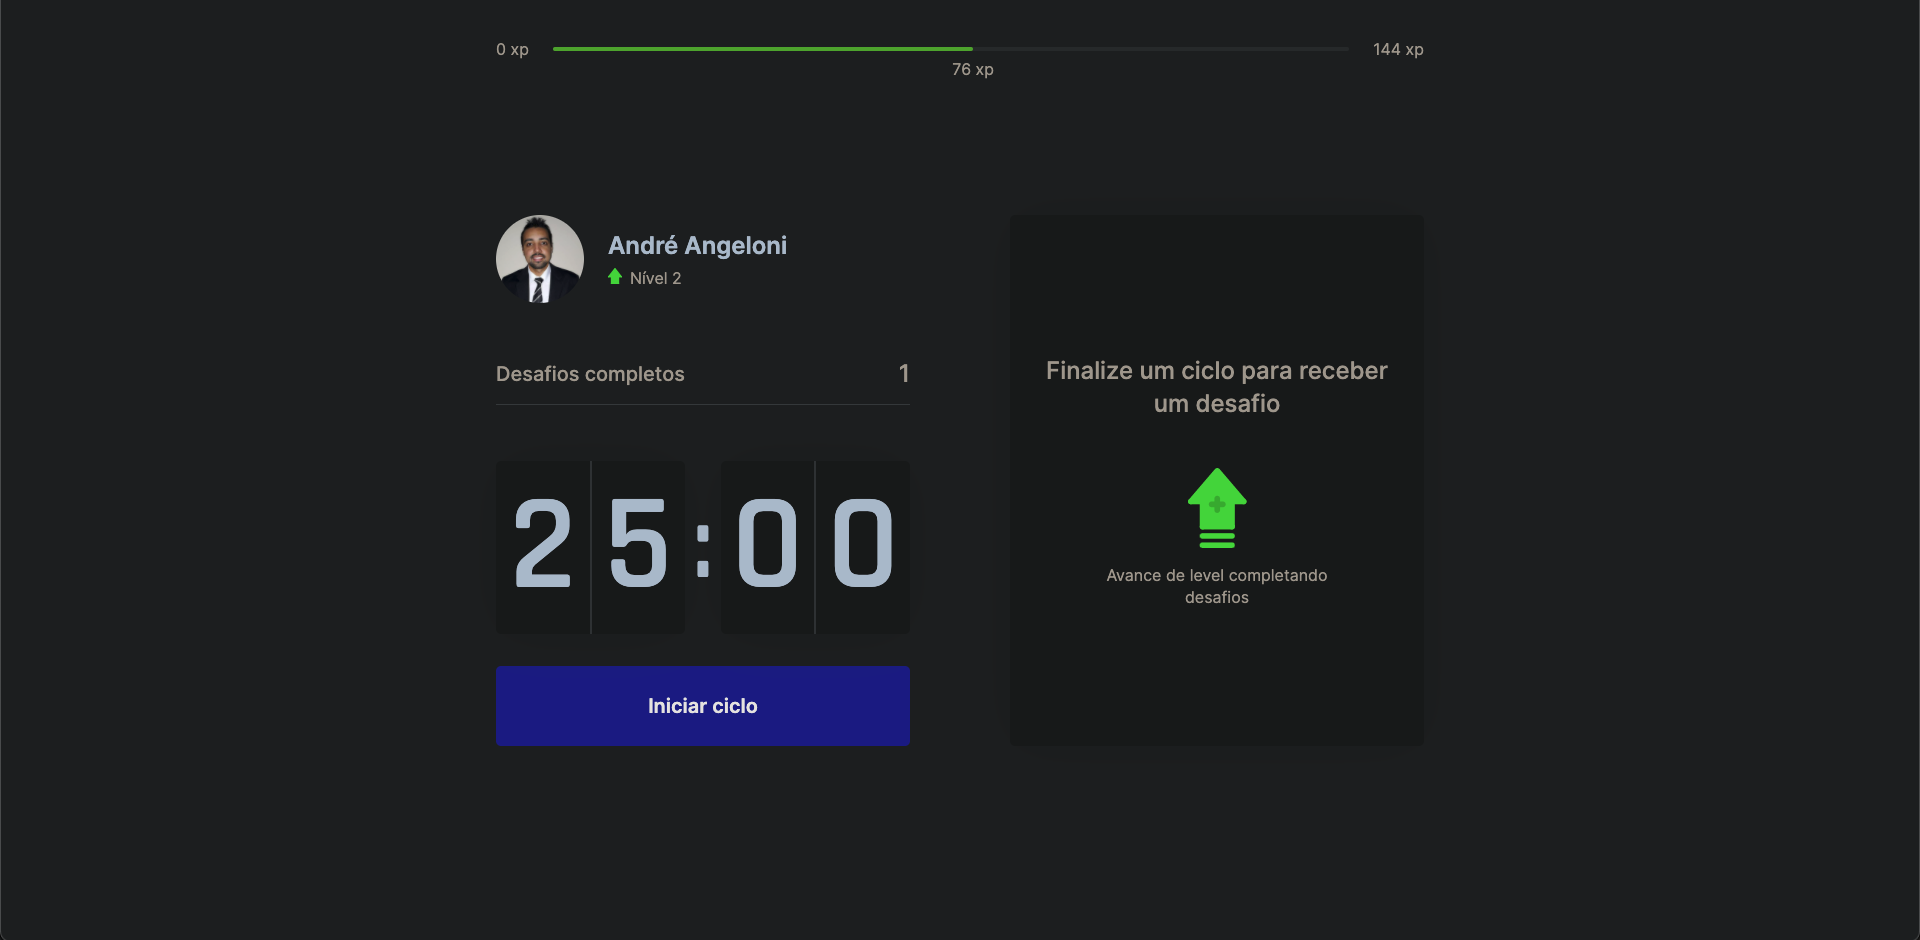 0 xp
144 xp
76 xp
André Angeloni
Nível 2
Desafios completos
1
25:00
Iniciar ciclo
Finalize um ciclo para receber
um desafio
Avance de level completando
desafios